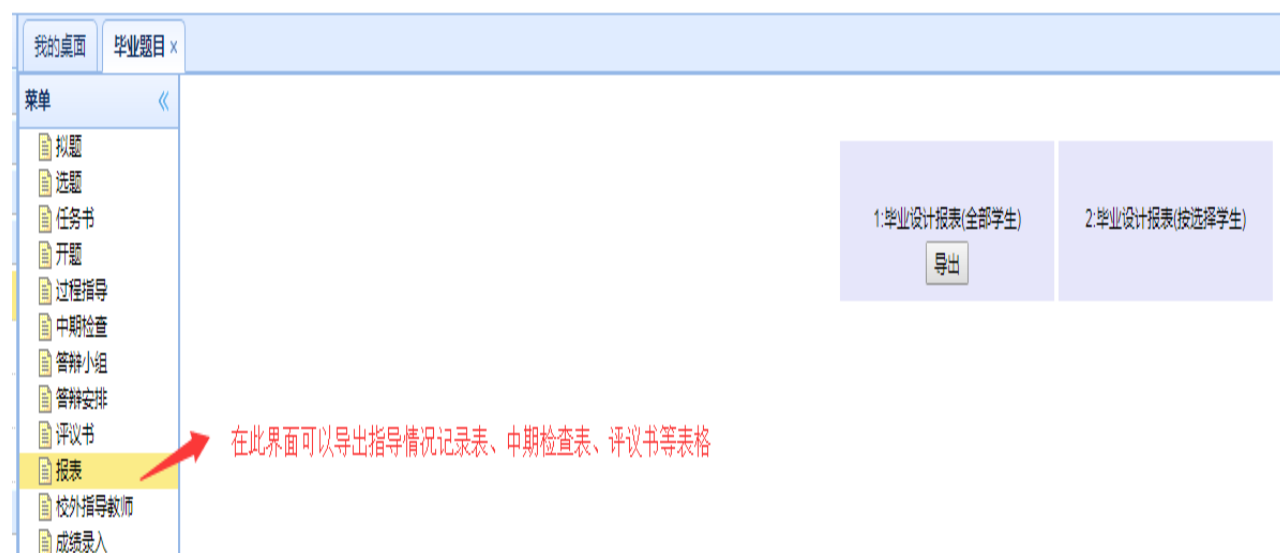 我的桌面
毕业题目 ×
菜单 《
拟题
选题
任务书
开题
过程指导
中期检查
答辩小组
答辩安排
评议书
报表
校外指导教师
成绩录入
1:毕业设计报表(全部学生)
导出
2:毕业设计报表(按选择学生)
在此界面可以导出指导情况记录表、中期检查表、评议书等表格